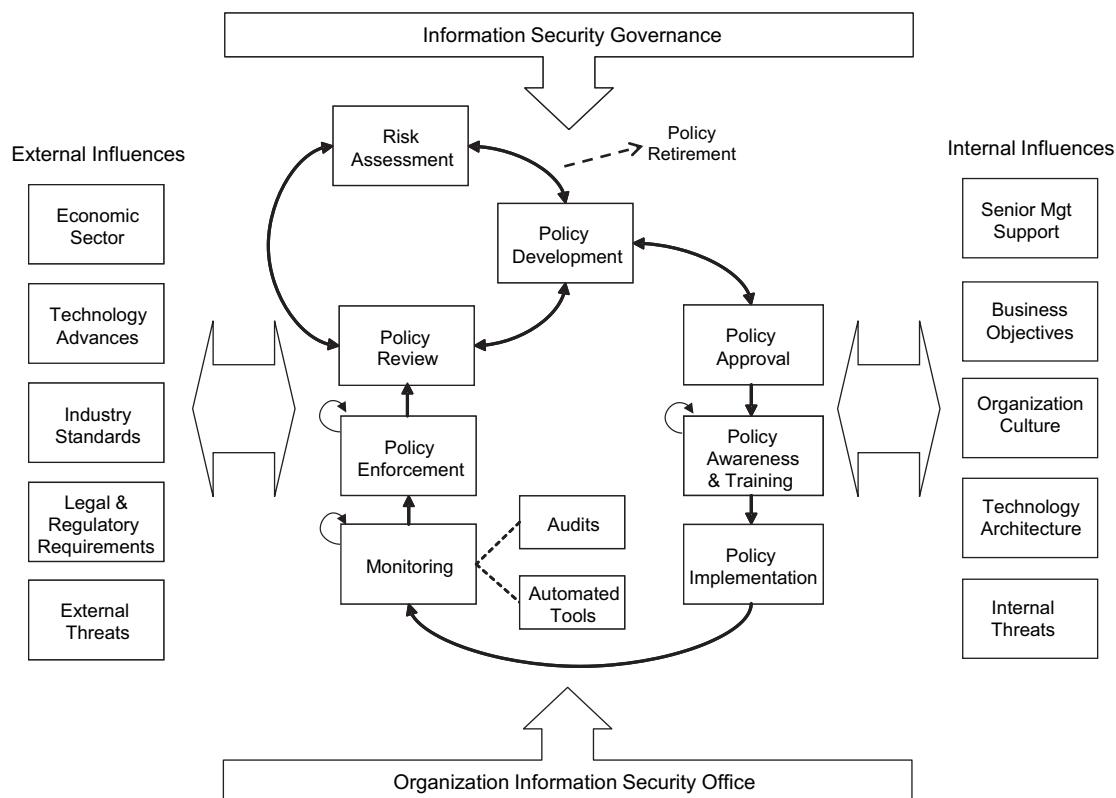 Information Security Governance
External Influences
Economic
Sector
Technology
Advances
Industry
Standards
Legal &
Regulatory
Requirements
External
Threats
Risk
Assessment
Policy
Retirement
Policy
Development
Policy
Review
Policy
Approval
Policy
Enforcement
Policy
Awareness
& Training
Monitoring
Audits
Automated
Tools
Policy
Implementation
Internal Influences
Senior Mgt
Support
Business
Objectives
Organization
Culture
Technology
Architecture
Internal
Threats
Organization Information Security Office